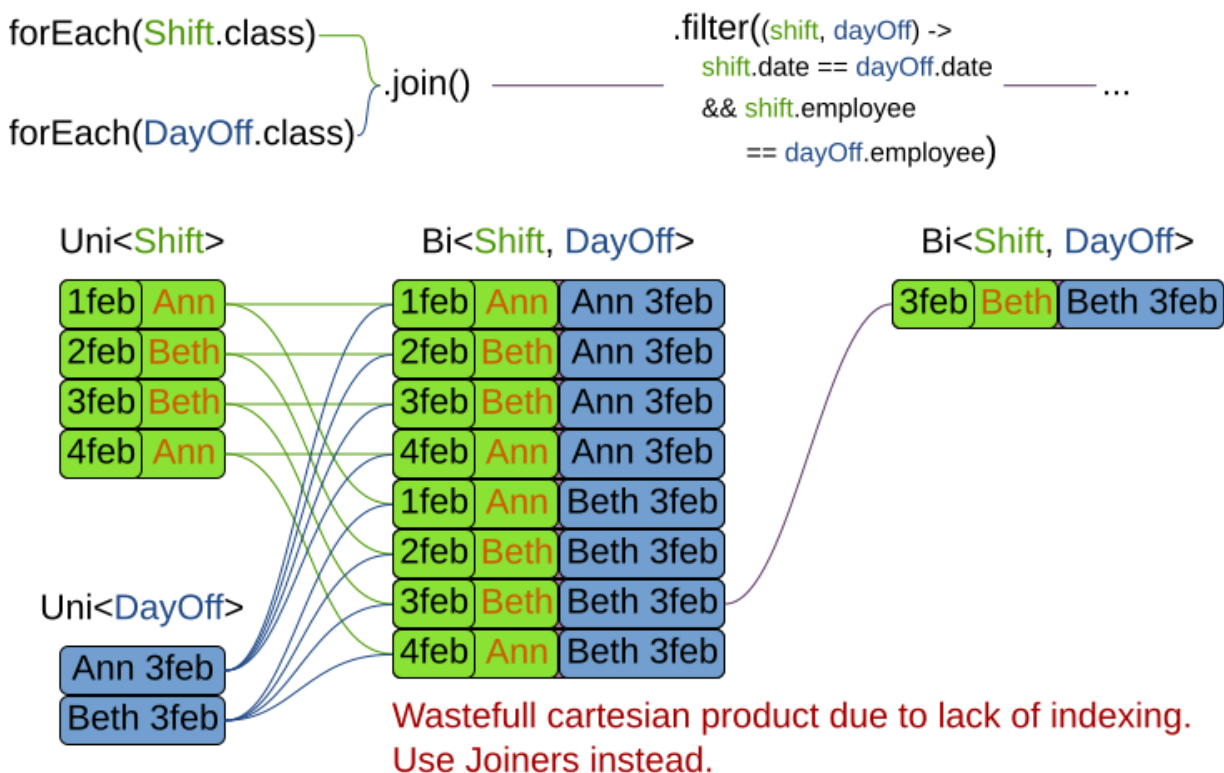 forEach(Shift.class)
forEach(DayOff.class)
.join()
.filter((shift, dayOff) ->
shift.date == dayOff.date
&& shift.employee
== dayOff.employee)
...
Uni<Shift>
1feb Ann
2feb Beth
3feb Beth
4feb Ann
Uni<DayOff>
Ann 3feb
Beth 3feb
Bi<Shift, DayOff>
1feb Ann Ann 3feb
2feb Beth Ann 3feb
3feb Beth Ann 3feb
4feb Ann Ann 3feb
1feb Ann Beth 3feb
2feb Beth Beth 3feb
3feb Beth Beth 3feb
4feb Ann Beth 3feb
Bi<Shift, DayOff>
3feb Beth Beth 3feb
Wastefull cartesian product due to lack of indexing.
Use Joiners instead.